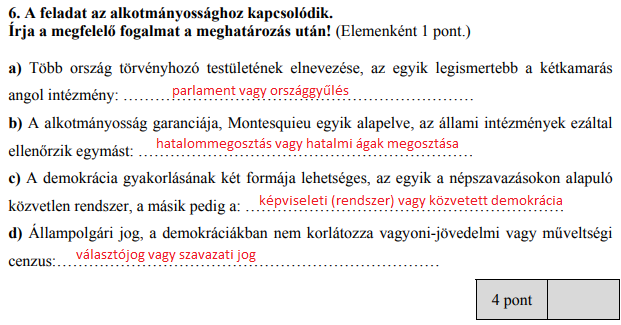 6. A feladat az alkotmányossághoz kapcsolódik.
Írja a megfelelő fogalmat a meghatározás után! (Elemenként 1 pont.)
a) Több ország törvényhozó testületének elnevezése, az egyik legismertebb a kétkamarás
angol intézmény: parlament vagy országgyűlés
b) A alkotmányosság garanciája, Montesquieu egyik alapelve, az állami intézmények ezáltal
ellenőrzik egymást: hatalommegosztás vagy hatalmi ágak megosztása
c) A demokrácia gyakorlásának két formája lehetséges, az egyik a népszavazásokon alapuló
közvetlen rendszer, a másik pedig a: képviseleti (rendszer) vagy közvetett demokrácia
d) Állampolgári jog, a demokráciákban nem korlátozza vagyoni-jövedelmi vagy műveltségi
cenzus: választójog vagy szavazati jog
4 pont